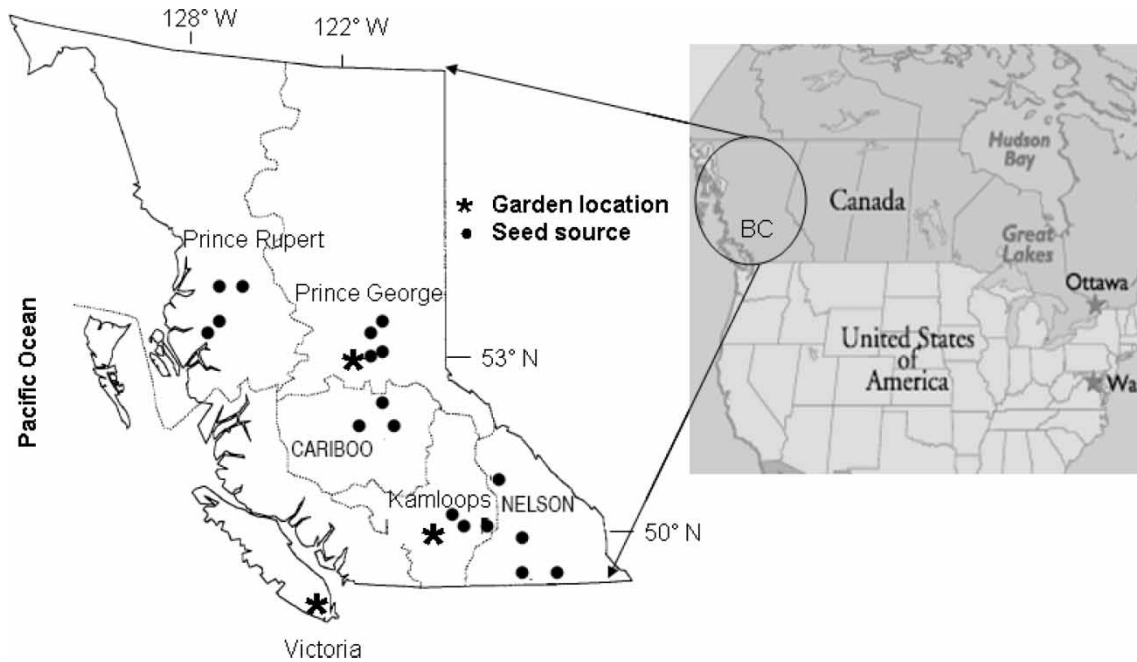 128° W
122° W
Garden location
Seed source
Prince Rupert
Prince George
Pacific Ocean
53° N
CARIBOO
Kamloops
NELSON
50° N
Victoria
Hudson
Bay
Canada
BC
Great
Lakes
Ottawa
United States
of
America
Wa